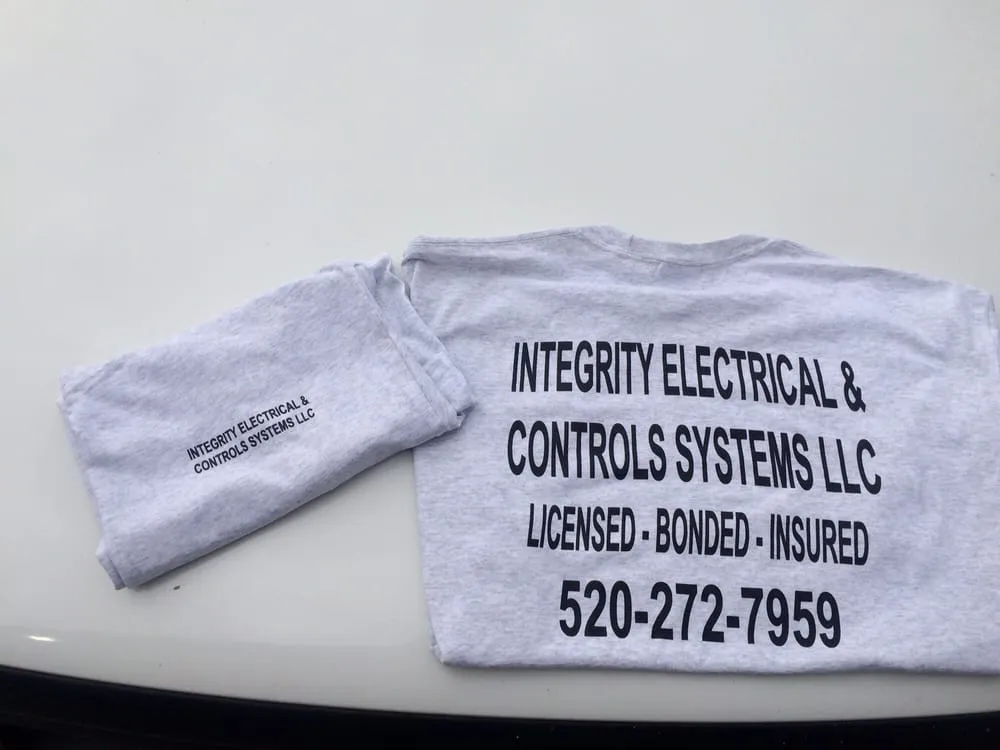 INTEGRITY ELECTRICAL &
CONTROLS SYSTEMS LLC
INTEGRITY ELECTRICAL &
CONTROLS SYSTEMS LLC
LICENSED - BONDED - INSURED
520-272-7959